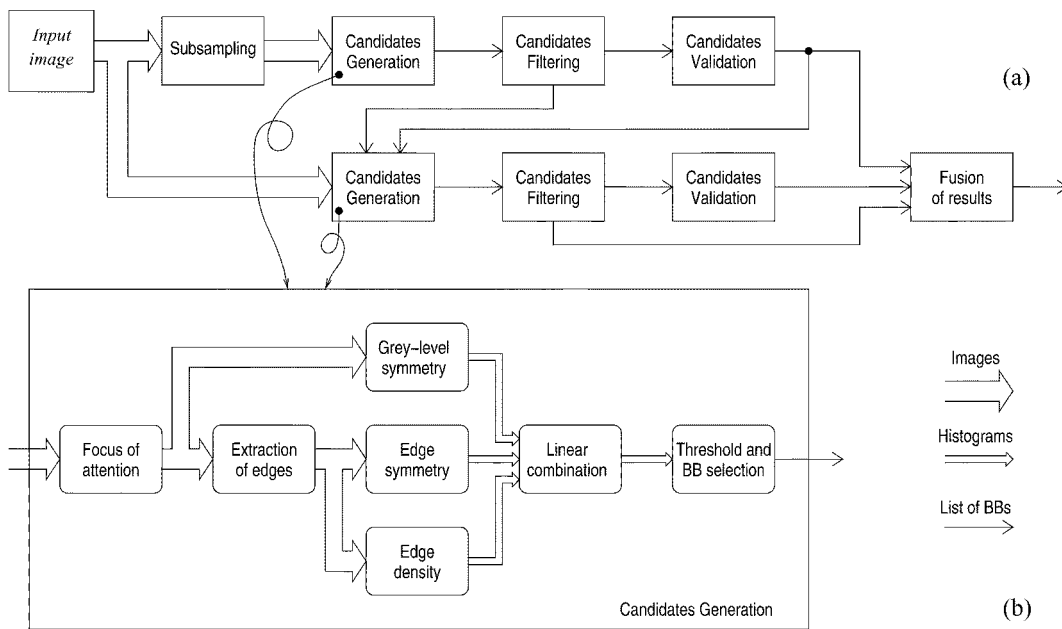 Input
image
Subsampling
Candidates
Generation
Candidates
Filtering
Candidates
Validation
(a)
Candidates
Generation
Candidates
Filtering
Candidates
Validation
Fusion
of results
Grey-level
symmetry
Focus of
attention
Extraction
of edges
Edge
symmetry
Linear
combination
Threshold and
BB selection
Edge
density
Candidates Generation
Images
Histograms
List of BBs
(b)